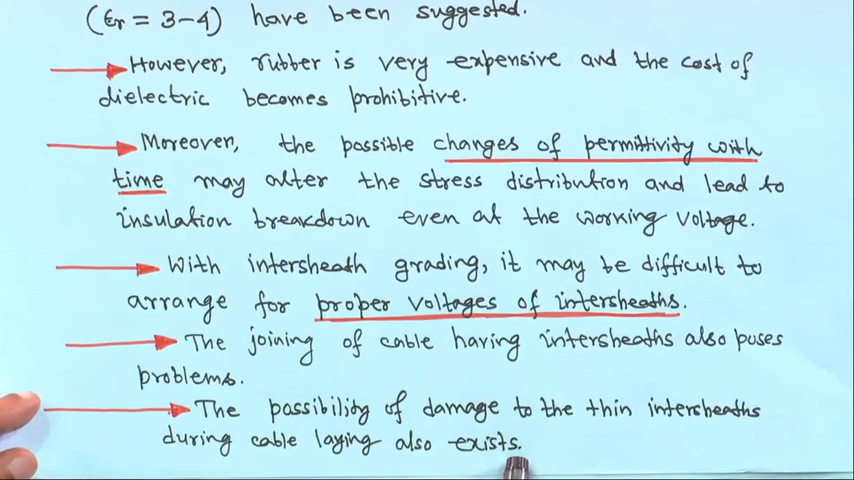 (εr = 3-4) have been suggested.
However, rubber is very expensive and the cost of
dielectric becomes prohibitive.
Moreover, the possible changes of permittivity with
time may alter the stress distribution and lead to
insulation breakdown even at the working voltage.
With intersheath grading, it may be difficult to
arrange for proper voltages of intersheaths.
The joining of cable having intersheaths also poses
problems.
The possibility of damage to the thin intersheaths
during cable laying also exists.